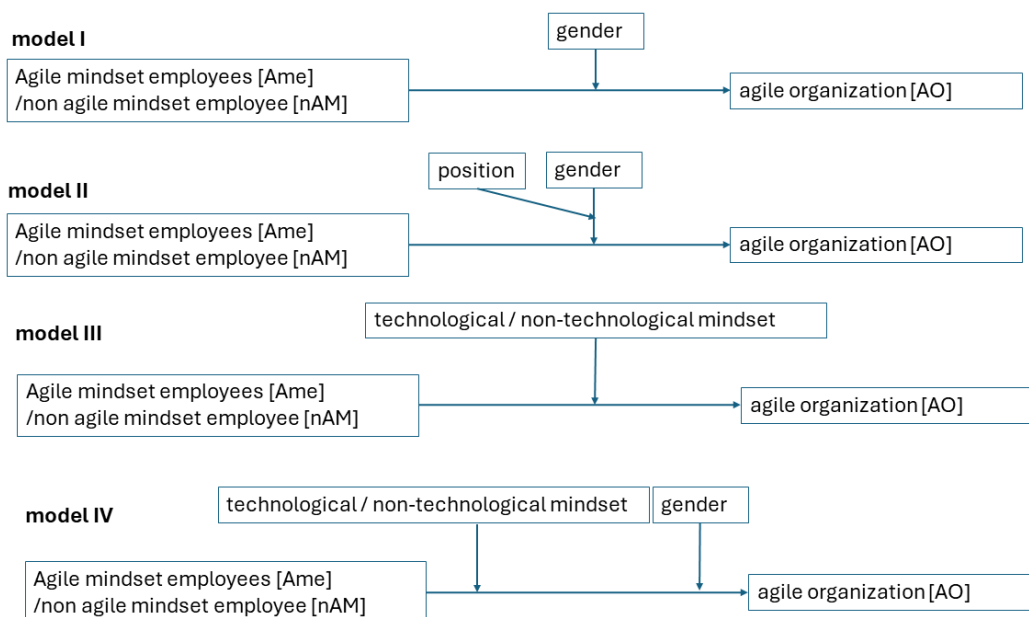 model I
gender
Agile mindset employees [Ame]
/non agile mindset employee [nAM]
agile organization [AO]
model II
position
gender
Agile mindset employees [Ame]
/non agile mindset employee [nAM]
agile organization [AO]
model III
technological / non-technological mindset
Agile mindset employees [Ame]
/non agile mindset employee [nAM]
agile organization [AO]
model IV
technological / non-technological mindset
gender
Agile mindset employees [Ame]
/non agile mindset employee [nAM]
agile organization [AO]